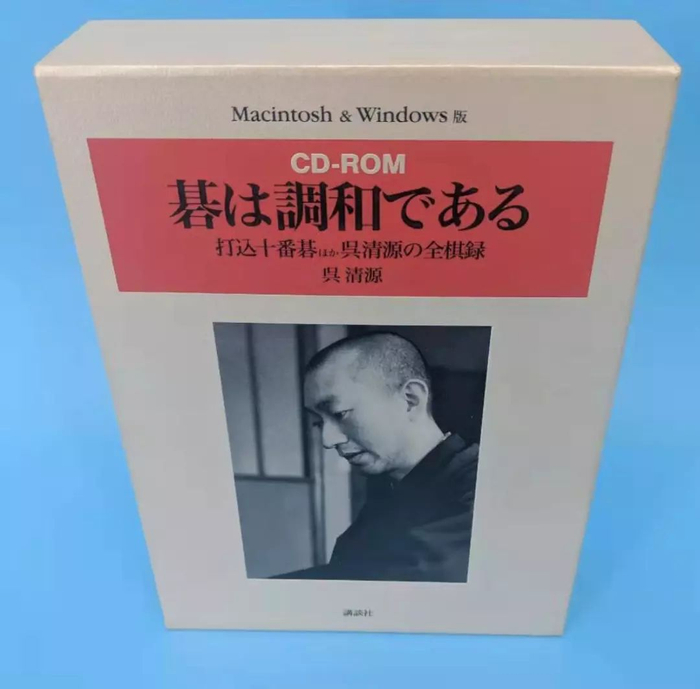 Macintosh & Windows 版
CD-ROM
碁は調和である
打込十番碁ほか呉清源の全棋録
呉 清源
講談社